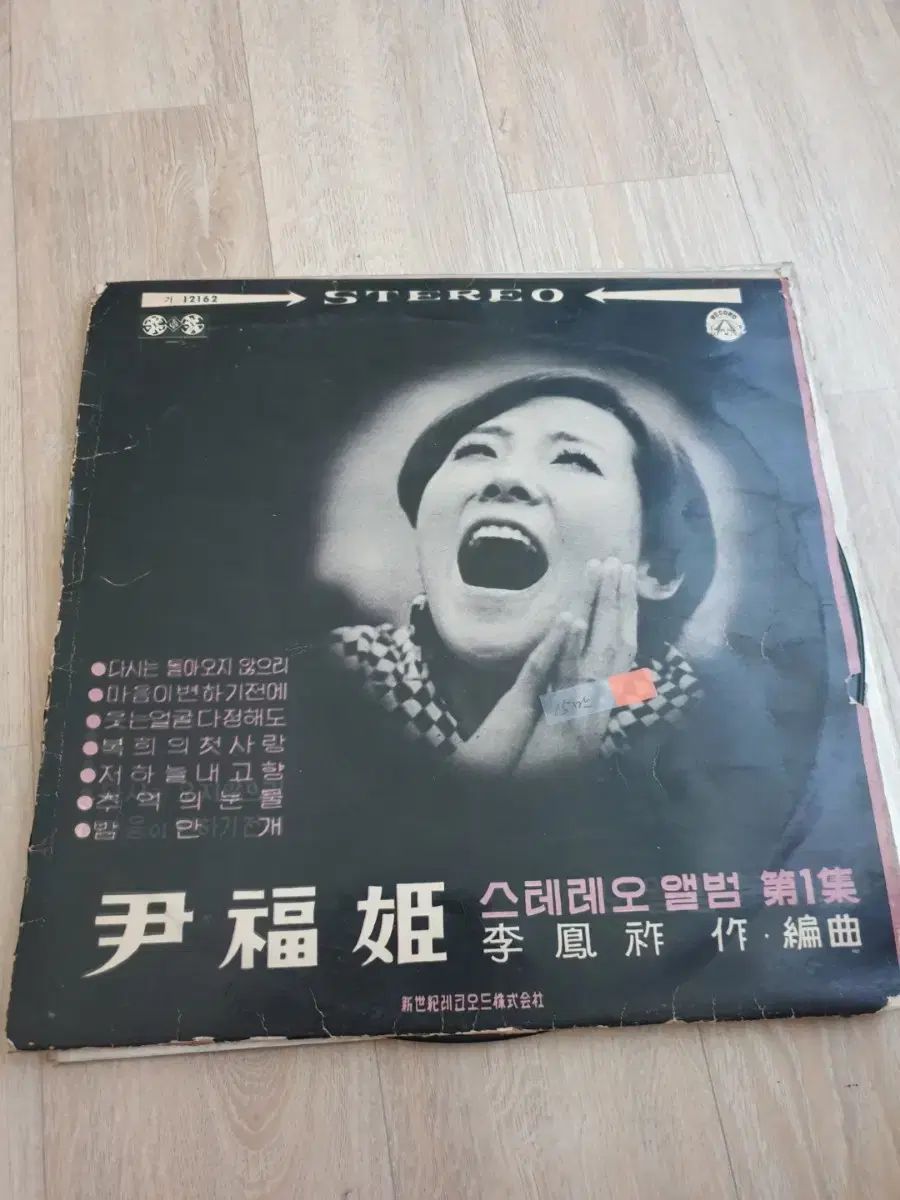 가 12162
STEREO
RECORD
AA
●다시는 돌아오지 않으리
●마음이 변하기전에
●웃는얼굴다정해도
●복희의첫사랑
●저하늘내고향
●추억의눈물
●밤안개
尹福姬
스테레오 앨범 第1集
李鳳祚 作·編曲
新世紀레코오드株式会社